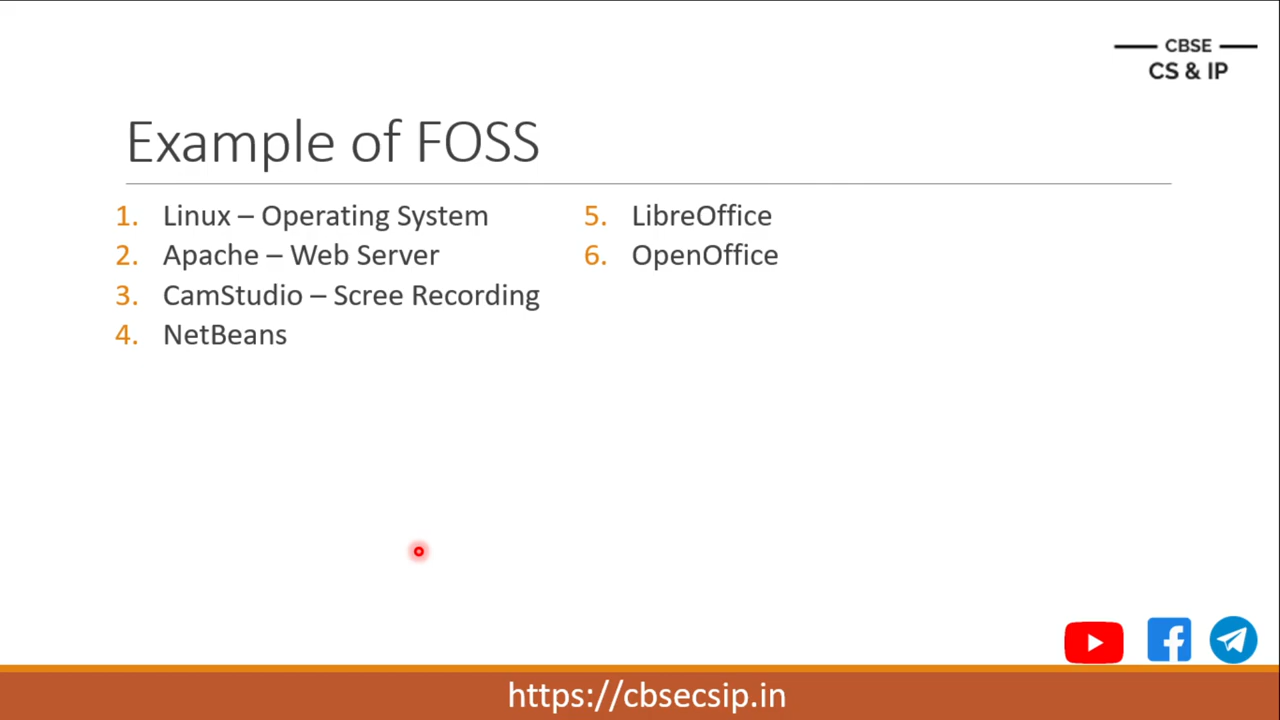 CBSE
CS & IP
Example of FOSS
1. Linux – Operating System
2. Apache – Web Server
3. CamStudio – Scree Recording
4. NetBeans
5. LibreOffice
6. OpenOffice
https://cbsecsip.in